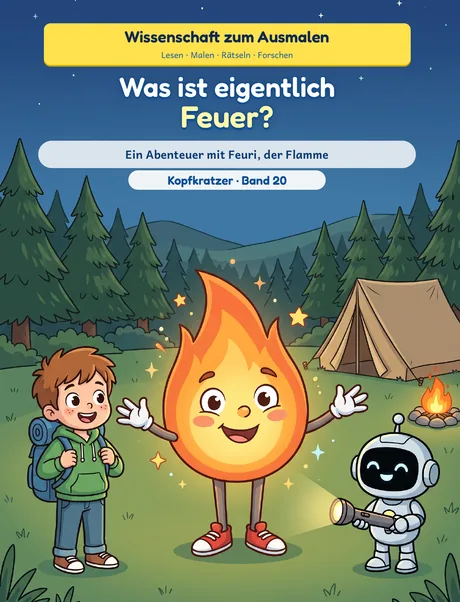 Wissenschaft zum Ausmalen
Lesen · Malen · Rätseln · Forschen
Was ist eigentlich
Feuer?
Ein Abenteuer mit Feuri, der Flamme
Kopfkratzer · Band 20